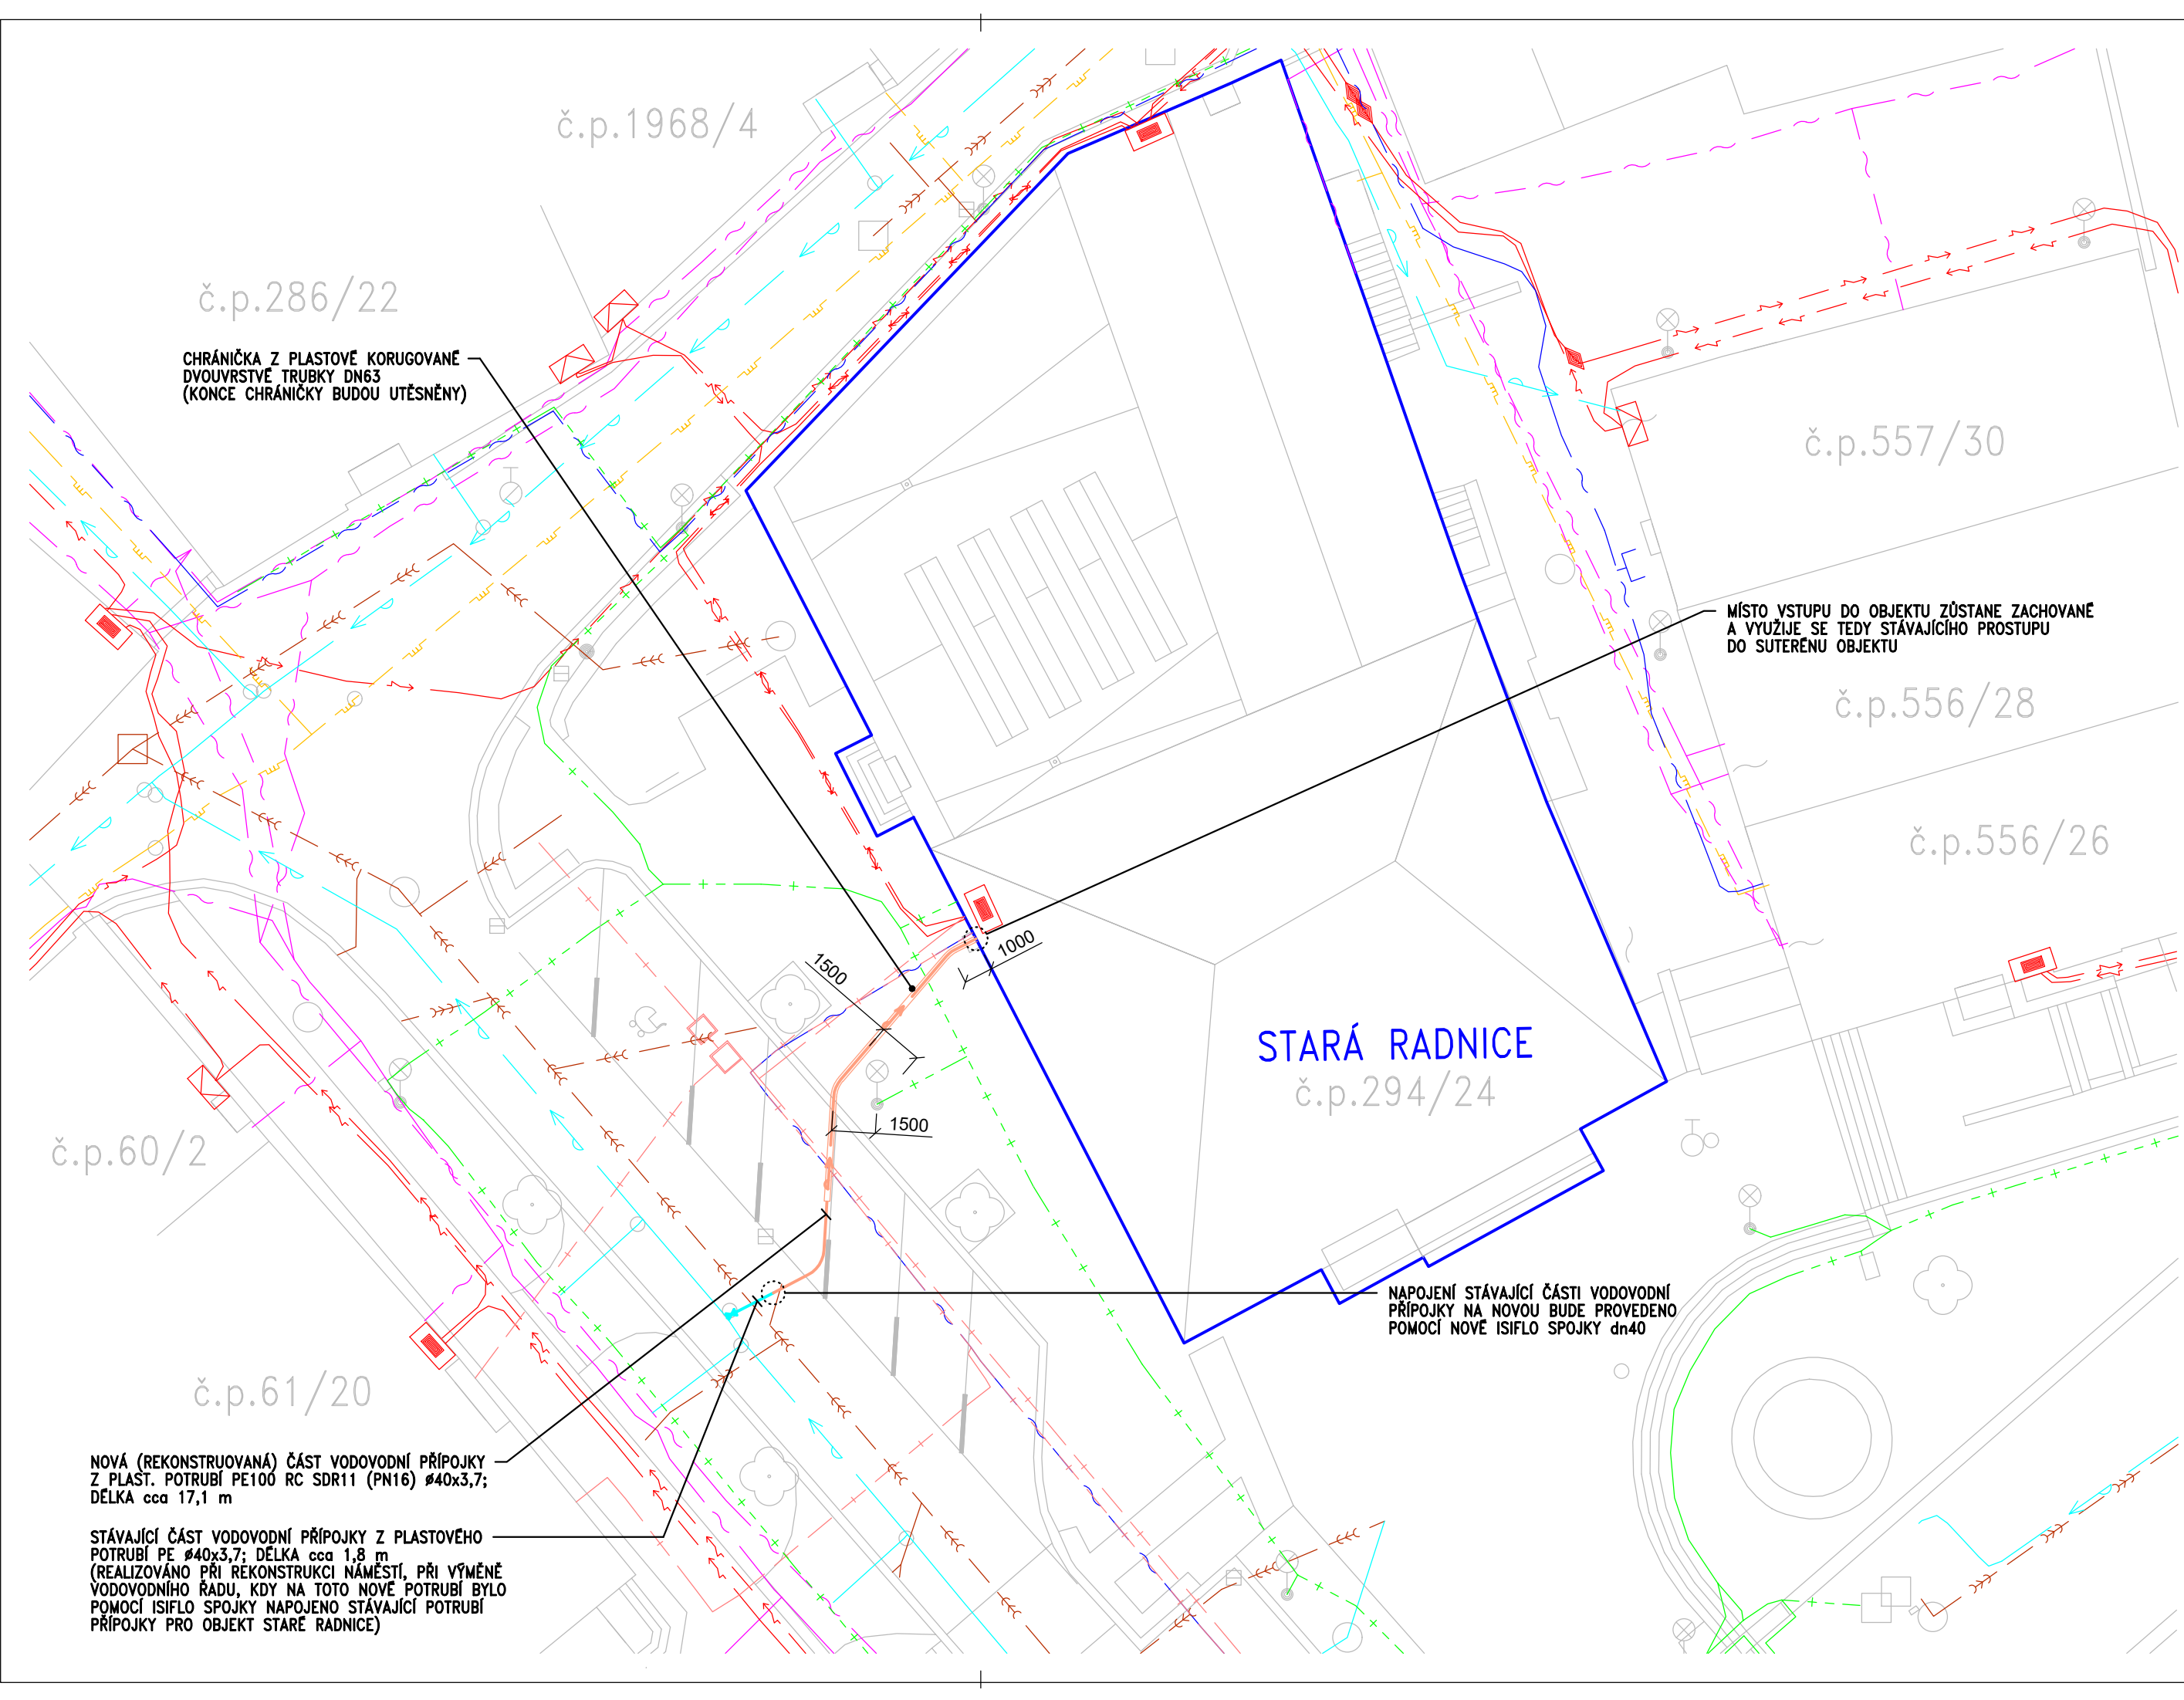 č.p.1968/4
č.p.286/22
CHRÁNIČKA Z PLASTOVÉ KORUGOVANÉ
DVOUVRSTVÉ TRUBKY DN63
(KONCE CHRÁNIČKY BUDOU UTĚSNĚNY)
č.p.557/30
MÍSTO VSTUPU DO OBJEKTU ZŮSTANE ZACHOVANÉ
A VYUŽIJE SE TEDY STÁVAJÍCÍHO PROSTUPU
DO SUTERÉNU OBJEKTU
č.p.556/28
č.p.556/26
1000
1500
STARÁ RADNICE
č.p.294/24
1500
č.p.60/2
NAPOJENÍ STÁVAJÍCÍ ČÁSTI VODOVODNÍ
PŘÍPOJKY NA NOVOU BUDE PROVEDENO
POMOCÍ NOVÉ ISIFLO SPOJKY dn40
č.p.61/20
NOVÁ (REKONSTRUOVANÁ) ČÁST VODOVODNÍ PŘÍPOJKY
Z PLAST. POTRUBÍ PE100 RC SDR11 (PN16) ø40x3,7;
DÉLKA cca 17,1 m
STÁVAJÍCÍ ČÁST VODOVODNÍ PŘÍPOJKY Z PLASTOVÉHO
POTRUBÍ PE ø40x3,7; DÉLKA cca 1,8 m
(REALIZOVÁNO PŘI REKONSTRUKCI NÁMĚSTÍ, PŘI VÝMĚNĚ
VODOVODNÍHO ŘADU, KDY NA TOTO NOVÉ POTRUBÍ BYLO
POMOCÍ ISIFLO SPOJKY NAPOJENO STÁVAJÍCÍ POTRUBÍ
PŘÍPOJKY PRO OBJEKT STARÉ RADNICE)